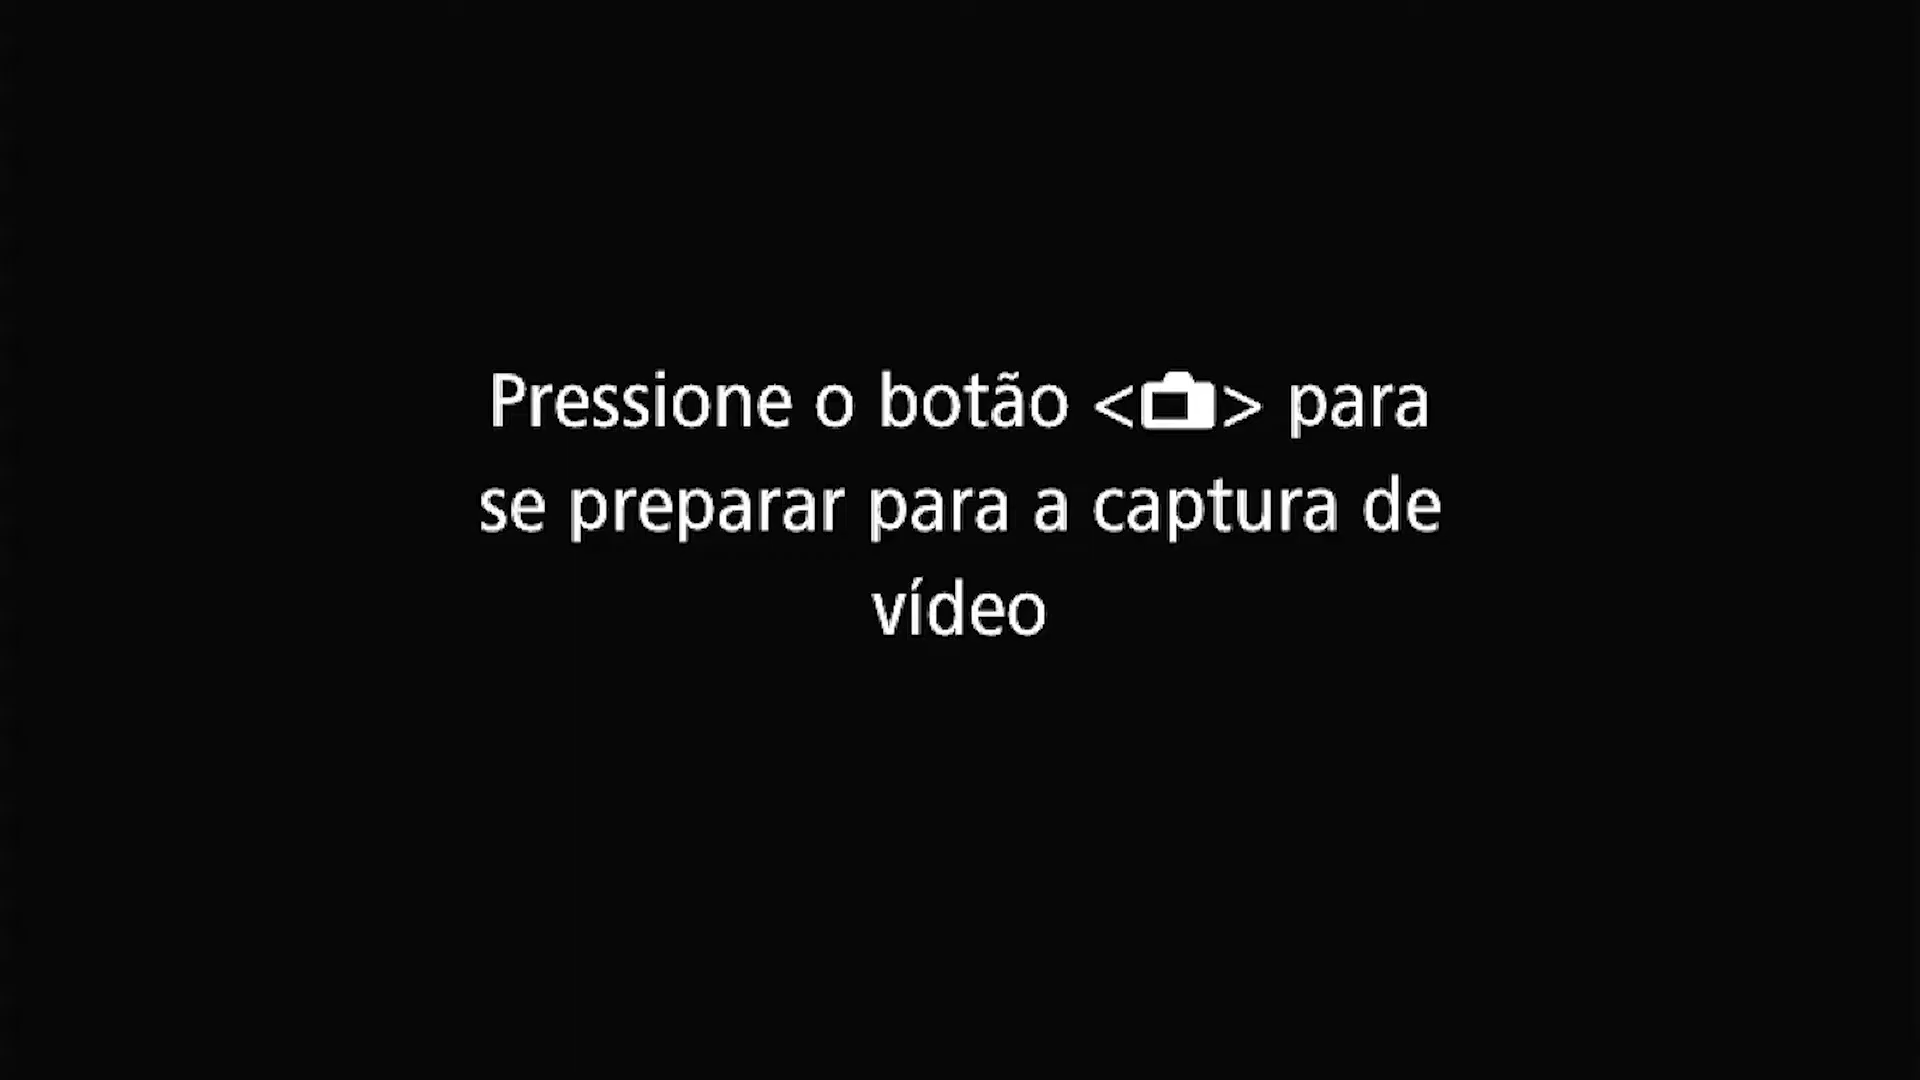 Pressione o botão <📷> para
se preparar para a captura de
vídeo